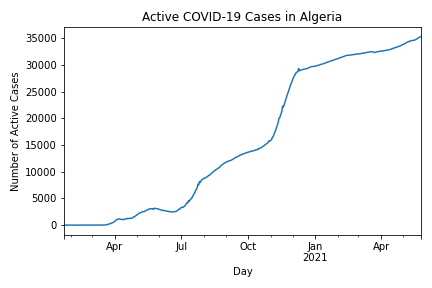 Active COVID-19 Cases in Algeria
35000
30000
25000
20000
15000
10000
5000
0
Number of Active Cases
Apr Jul Oct Jan Apr
2021
Day